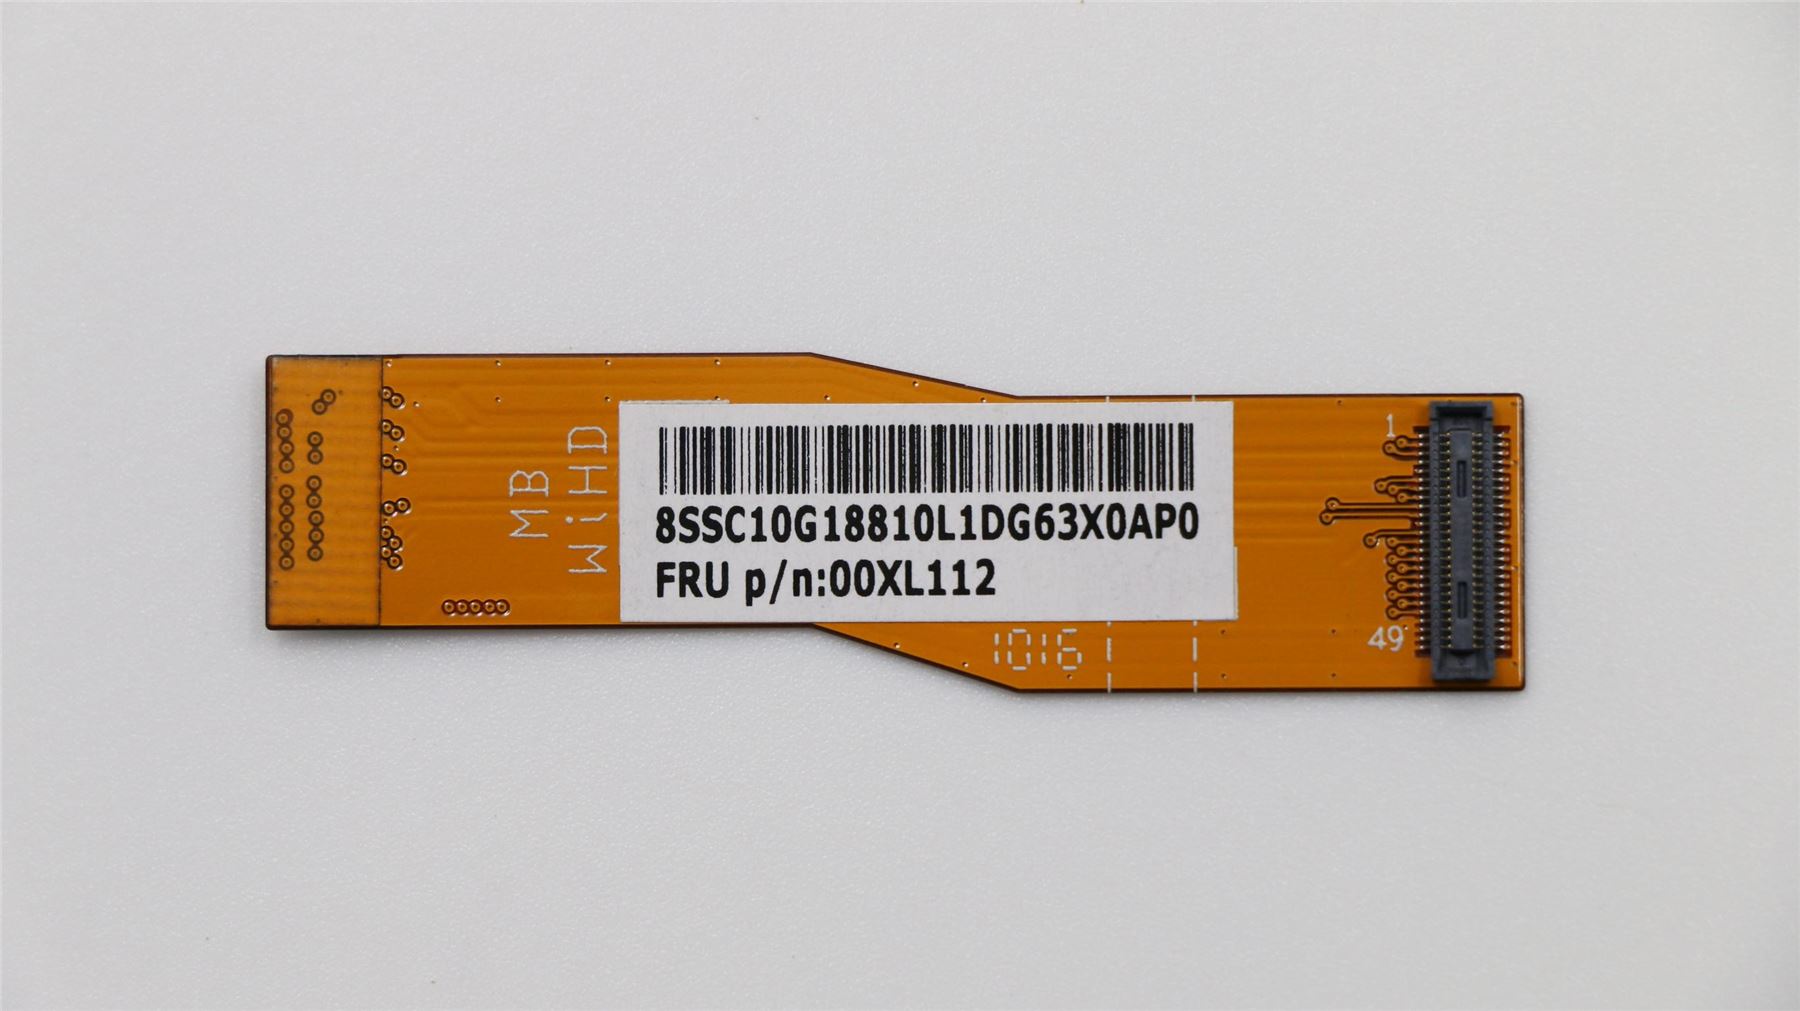 MB
WiHD
8SSC10G18810L1DG63X0AP0
FRU p/n:00XL112
1016
1
49